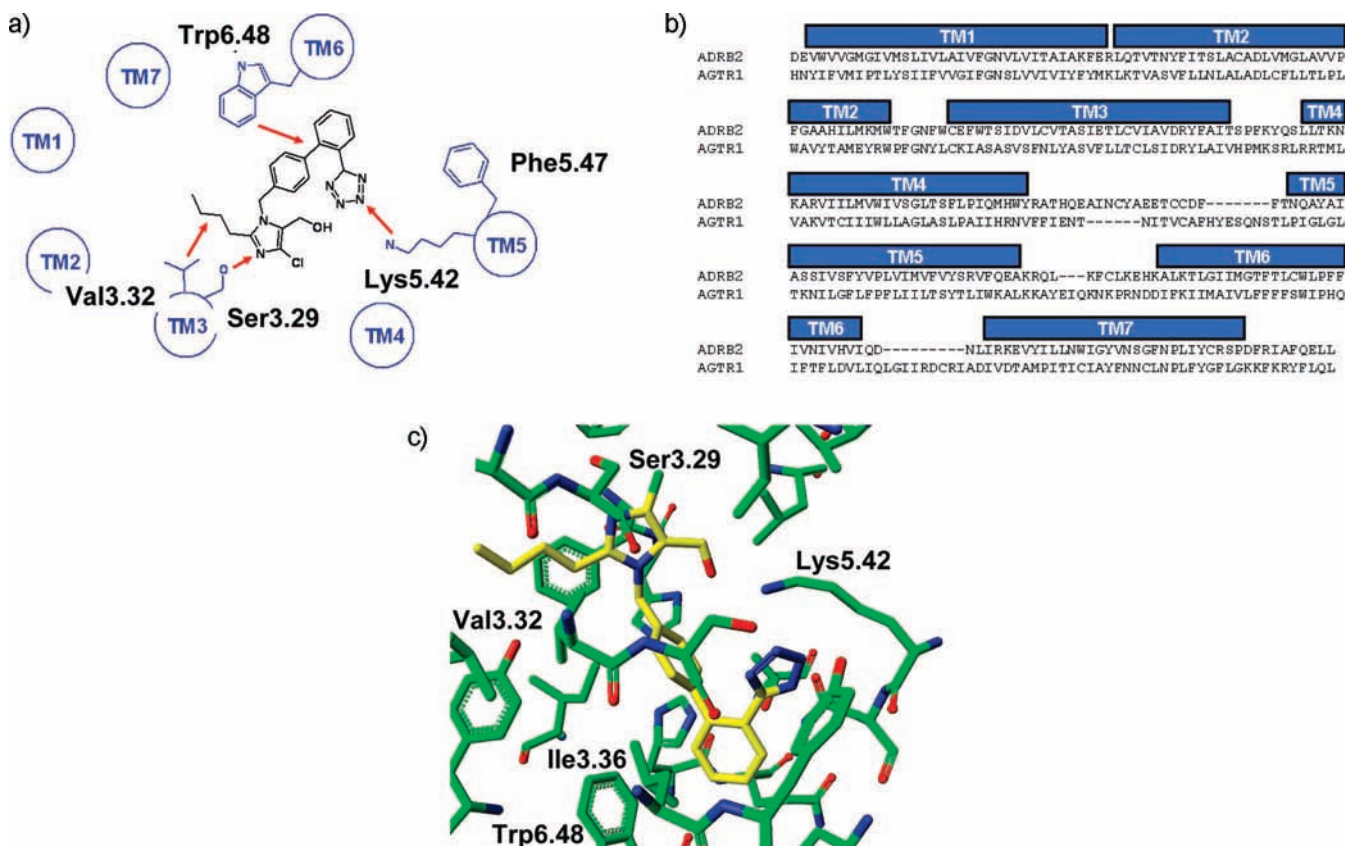 a)
Trp6.48
TM6
TM7
N
TM1
Phe5.47
N N
N-N
N
OH
N
TM5
TM2
N
Cl
Lys5.42
Val3.32
O
TM3
Ser3.29
TM4
b)
TM1 TM2
ADRB2 DEVWVVGMGIVMSLIVLAIVFGNVLVITAIAKFERLQTVTNYFITSLACADLVMGLAVVP
AGTR1 HNYIFVMIPTLYSIIFVVGIFGNSLVVIVIYFYMKLKTVASVFLLNLALADLCFLLTLPL
TM2 TM3 TM4
ADRB2 FGAAHILMKMWTFGNFWCEFWTSIDVLCVTASIETLCVIAVDRYFAITSPFKYQSLLTKN
AGTR1 WAVYTAMEYRWPFGNYLCKIASASVSFNLYASVFLLTCLSIDRYLAIVHPMKSRLRRTML
TM4 TM5
ADRB2 KARVIILMVWIVSGLTSFLPIQMHWYRATHQEAINCYAEETCCDF-------FTNQAYAI
AGTR1 VAKVTCIIIWLLAGLASLPAIIHRNVFFIENT------NITVCAFHYESQNSTLPIGLGL
TM5 TM6
ADRB2 ASSIVSFYVPLVIMVFVYSRVFQEAKRQL---KFCLKEHKALKTLGIIMGTFTLCWLPFF
AGTR1 TKNILGFLFPFLIILTSYTLIWKALKKAYEIQKNKPRNDDIFKIIMAIVLFFFFSWIPHQ
TM6 TM7
ADRB2 IVNIVHVIQD---------NLIRKEVYILLNWIGYVNSGFNPLIYCRSPDFRIAFQELL
AGTR1 IFTFLDVLIQLGIIRDCRIADIVDTAMPITICIAYFNNCLNPLFYGFLGKKFKRYFLQL
c)
Ser3.29
Lys5.42
Val3.32
Ile3.36
Trp6.48